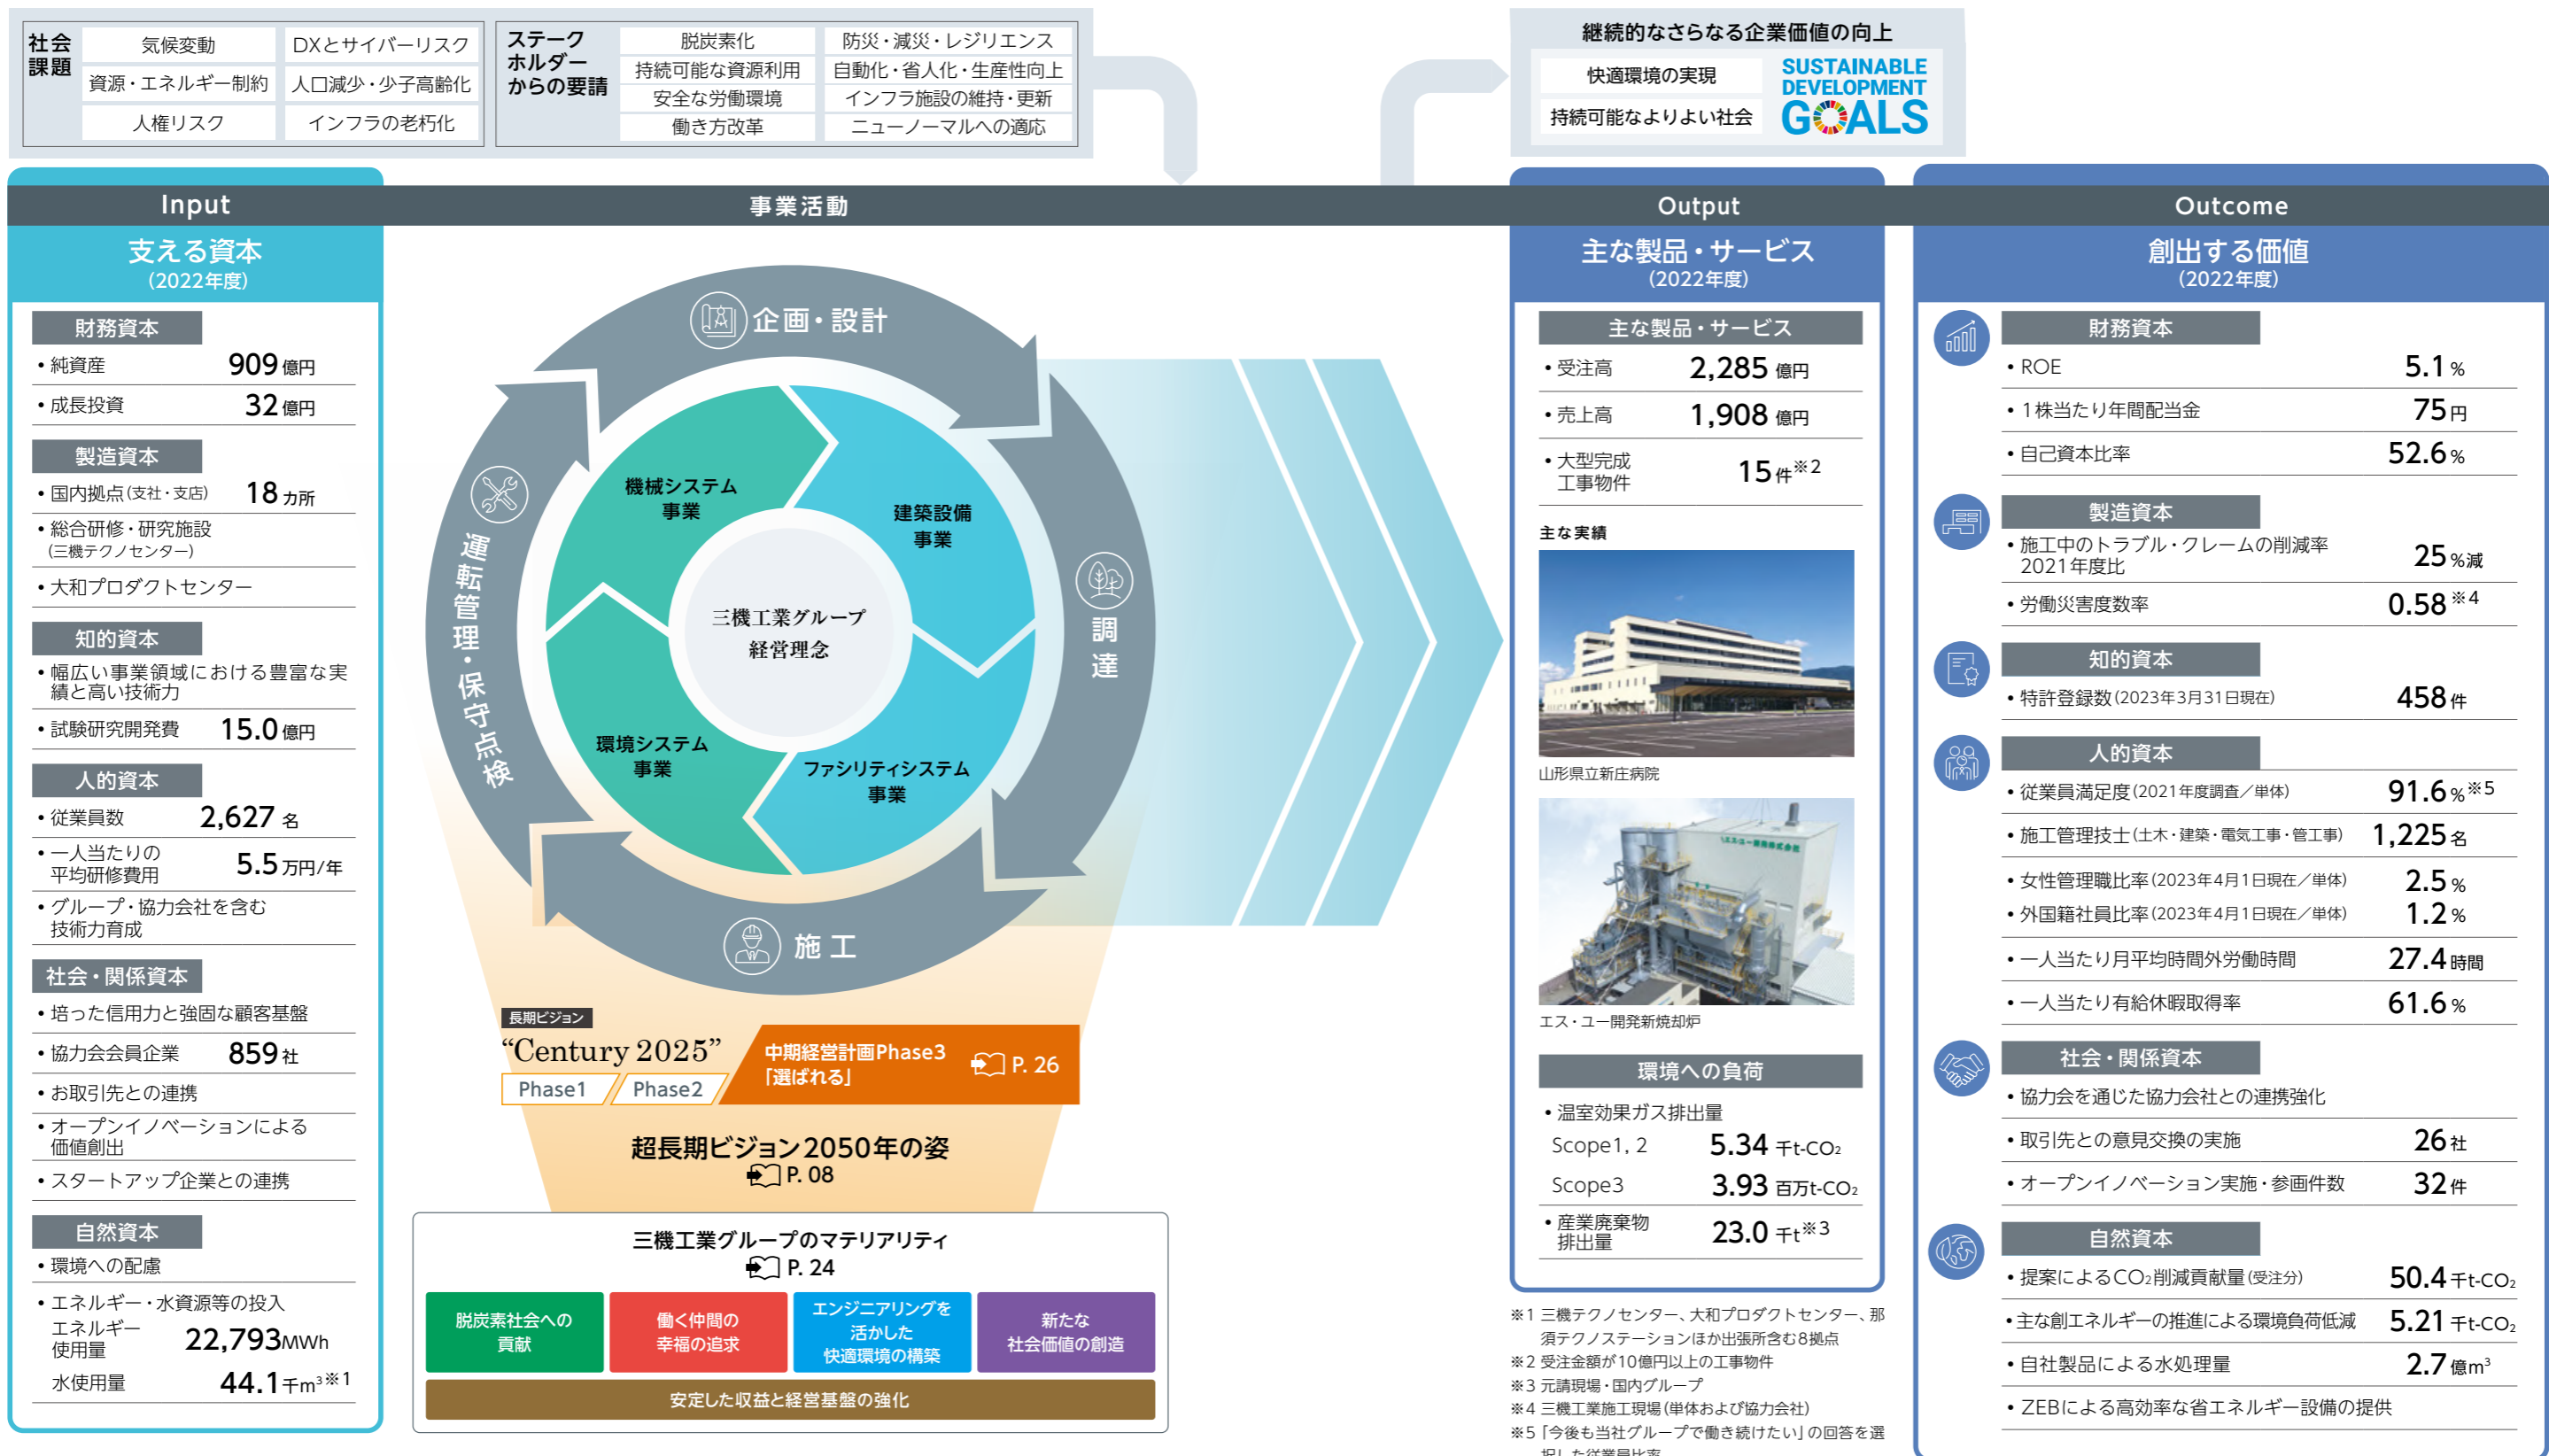 社会
課題
気候変動
DXとサイバーリスク
資源・エネルギー制約
人口減少・少子高齢化
人権リスク
インフラの老朽化
ステーク
ホルダー
からの要請
脱炭素化
防災・減災・レジリエンス
持続可能な資源利用
自動化・省人化・生産性向上
安全な労働環境
インフラ施設の維持・更新
働き方改革
ニューノーマルへの適応
継続的なさらなる企業価値の向上
快適環境の実現
持続可能なよりよい社会
SUSTAINABLE
DEVELOPMENT
GOALS
Input
事業活動
Output
Outcome
支える資本
(2022年度)
財務資本
・純資産 909億円
・成長投資 32億円
製造資本
・国内拠点(支社・支店) 18カ所
・総合研修・研究施設
(三機テクノセンター)
・大和プロダクトセンター
知的資本
・幅広い事業領域における豊富な実
績と高い技術力
・試験研究開発費 15.0億円
人的資本
・従業員数 2,627名
・一人当たりの
平均研修費用 5.5万円/年
・グループ・協力会社を含む
技術力育成
社会・関係資本
・培った信用力と強固な顧客基盤
・協力会会員企業 859社
・お取引先との連携
・オープンイノベーションによる
価値創出
・スタートアップ企業との連携
自然資本
・環境への配慮
・エネルギー・水資源等の投入
エネルギー
使用量 22,793MWh
水使用量 44.1千m³※1
企画・設計
調達
施工
運転管理・保守点検
機械システム
事業
建築設備
事業
環境システム
事業
ファシリティシステム
事業
三機工業グループ
経営理念
長期ビジョン
“Century 2025”
Phase1
Phase2
中期経営計画Phase3
「選ばれる」
P. 26
超長期ビジョン2050年の姿
P. 08
三機工業グループのマテリアリティ
P. 24
脱炭素社会への
貢献
働く仲間の
幸福の追求
エンジニアリングを
活かした
快適環境の構築
新たな
社会価値の創造
安定した収益と経営基盤の強化
主な製品・サービス
(2022年度)
主な製品・サービス
・受注高 2,285億円
・売上高 1,908億円
・大型完成
工事物件 15件※2
主な実績
山形県立新庄病院
エス・ユー開発新焼却炉
環境への負荷
・温室効果ガス排出量
Scope1, 2 5.34千t-CO₂
Scope3 3.93百万t-CO₂
・産業廃棄物
排出量 23.0千t※3
※1 三機テクノセンター、大和プロダクトセンター、那
須テクノステーションほか出張所含む8拠点
※2 受注金額が10億円以上の工事物件
※3 元請現場・国内グループ
※4 三機工業施工現場(単体および協力会社)
※5 「今後も当社グループで働き続けたい」の回答を選
択した従業員比率
創出する価値
(2022年度)
財務資本
・ROE 5.1%
・1株当たり年間配当金 75円
・自己資本比率 52.6%
製造資本
・施工中のトラブル・クレームの削減率
2021年度比 25%減
・労働災害度数率 0.58※4
知的資本
・特許登録数(2023年3月31日現在) 458件
人的資本
・従業員満足度(2021年度調査/単体) 91.6%※5
・施工管理技士(土木・建築・電気工事・管工事) 1,225名
・女性管理職比率(2023年4月1日現在/単体) 2.5%
・外国籍社員比率(2023年4月1日現在/単体) 1.2%
・一人当たり月平均時間外労働時間 27.4時間
・一人当たり有給休暇取得率 61.6%
社会・関係資本
・協力会を通じた協力会社との連携強化
・取引先との意見交換の実施 26社
・オープンイノベーション実施・参画件数 32件
自然資本
・提案によるCO₂削減貢献量(受注分) 50.4千t-CO₂
・主な創エネルギーの推進による環境負荷低減 5.21千t-CO₂
・自社製品による水処理量 2.7億m³
・ZEBによる高効率な省エネルギー設備の提供